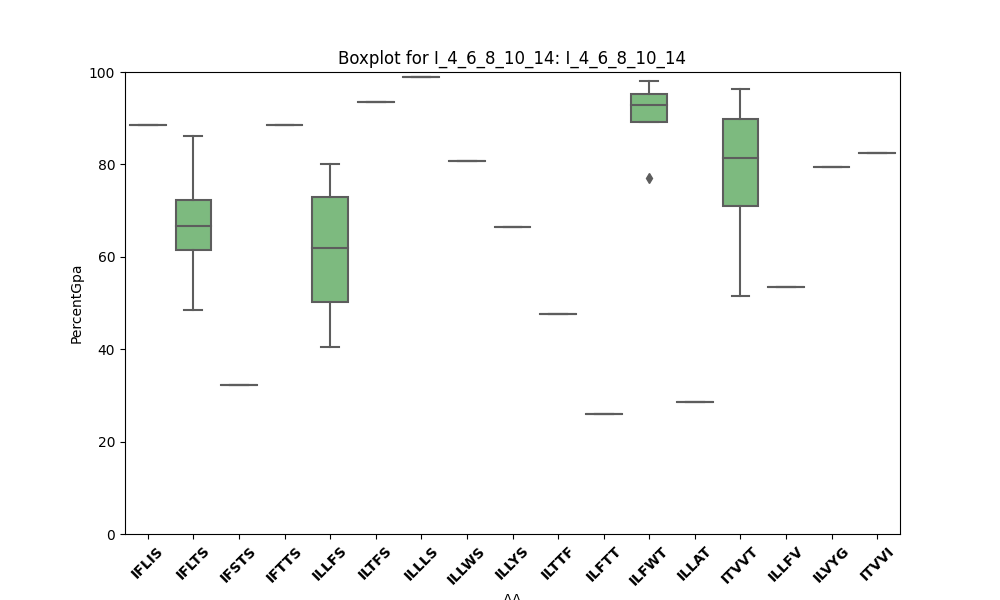 Boxplot for I_4_6_8_10_14: I_4_6_8_10_14
100
80
60
40
20
0
PercentGpa
IFLIS IFLTS IFSTS IFTTS ILLFS ILTFS ILLLS ILLWS ILLYS ILTTF ILFTT ILFWT ILLAT ITVVT ILLFV ILVYG ITVVI
AA